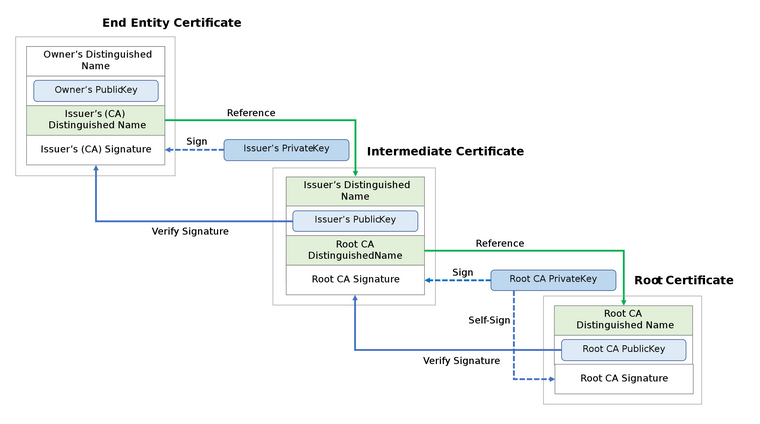 End Entity Certificate
Owner's Distinguished
Name
Owner's PublicKey
Issuer's (CA)
Distinguished Name
Reference
Issuer's (CA) Signature
Sign
Issuer's PrivateKey
Intermediate Certificate
Issuer's Distinguished
Name
Issuer's PublicKey
Verify Signature
Root CA
DistinguishedName
Reference
Root CA Signature
Sign
Root CA PrivateKey
Root Certificate
Root CA
Distinguished Name
Self-Sign
Root CA PublicKey
Verify Signature
Root CA Signature